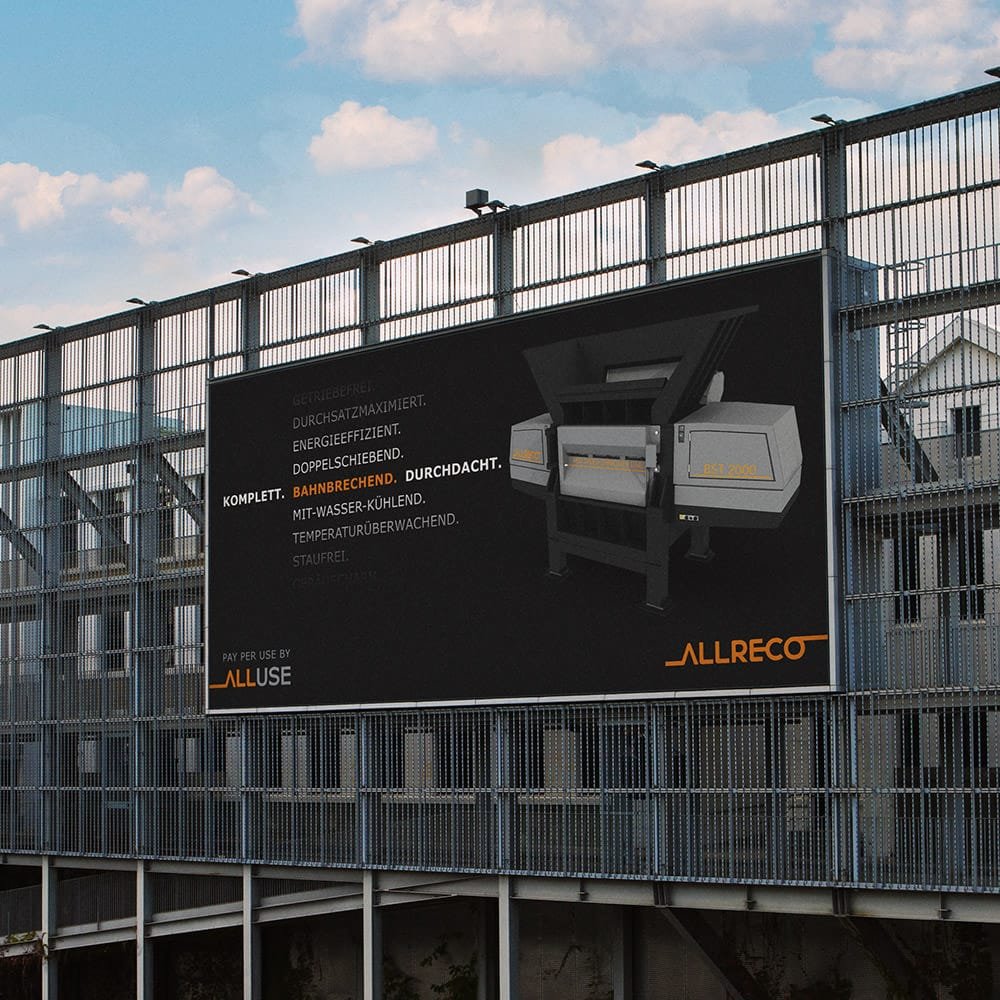 GETRIEBEFREI.
DURCHSATZMAXIMIERT.
ENERGIEEFFIZIENT.
DOPPELSCHIEBEND.
KOMPLETT. BAHNBRECHEND. DURCHDACHT.
MIT-WASSER-KÜHLEND.
TEMPERATURÜBERWACHEND.
STAUFREI.
ALLRECO
BST 2000
PAY PER USE BY
ALLUSE
ALLRECO